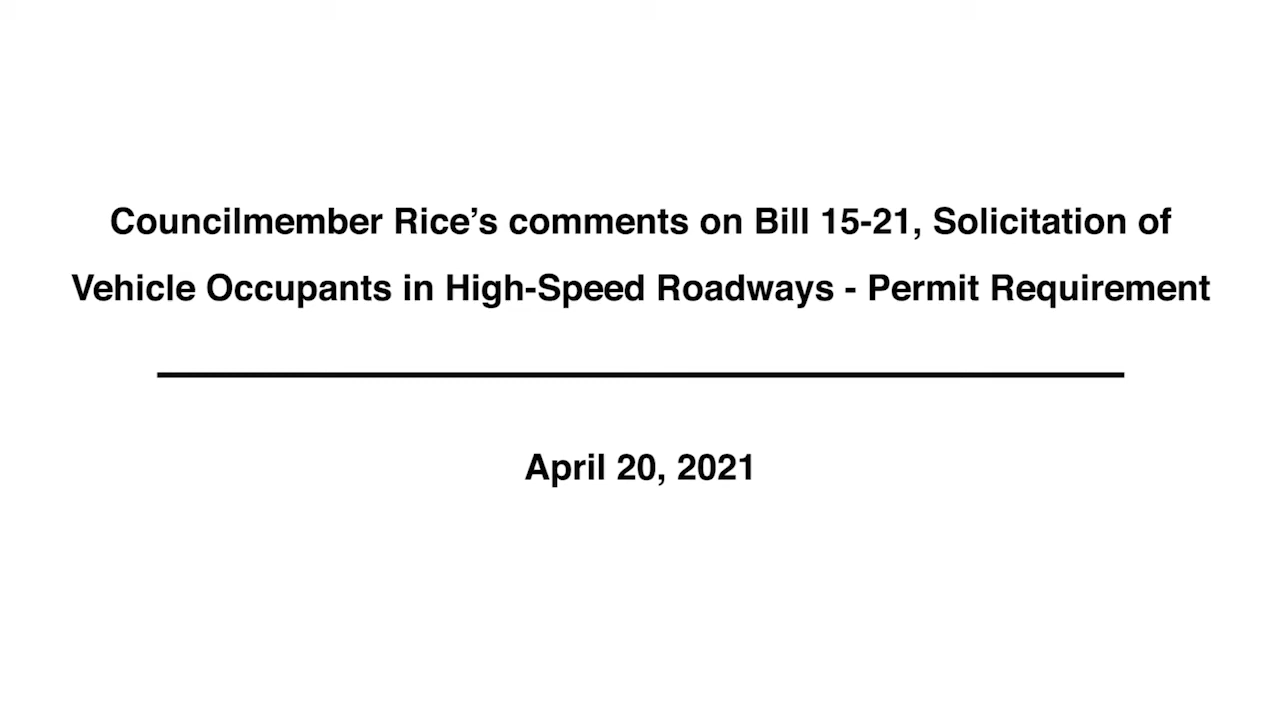 Councilmember Rice’s comments on Bill 15-21, Solicitation of
Vehicle Occupants in High-Speed Roadways - Permit Requirement
April 20, 2021